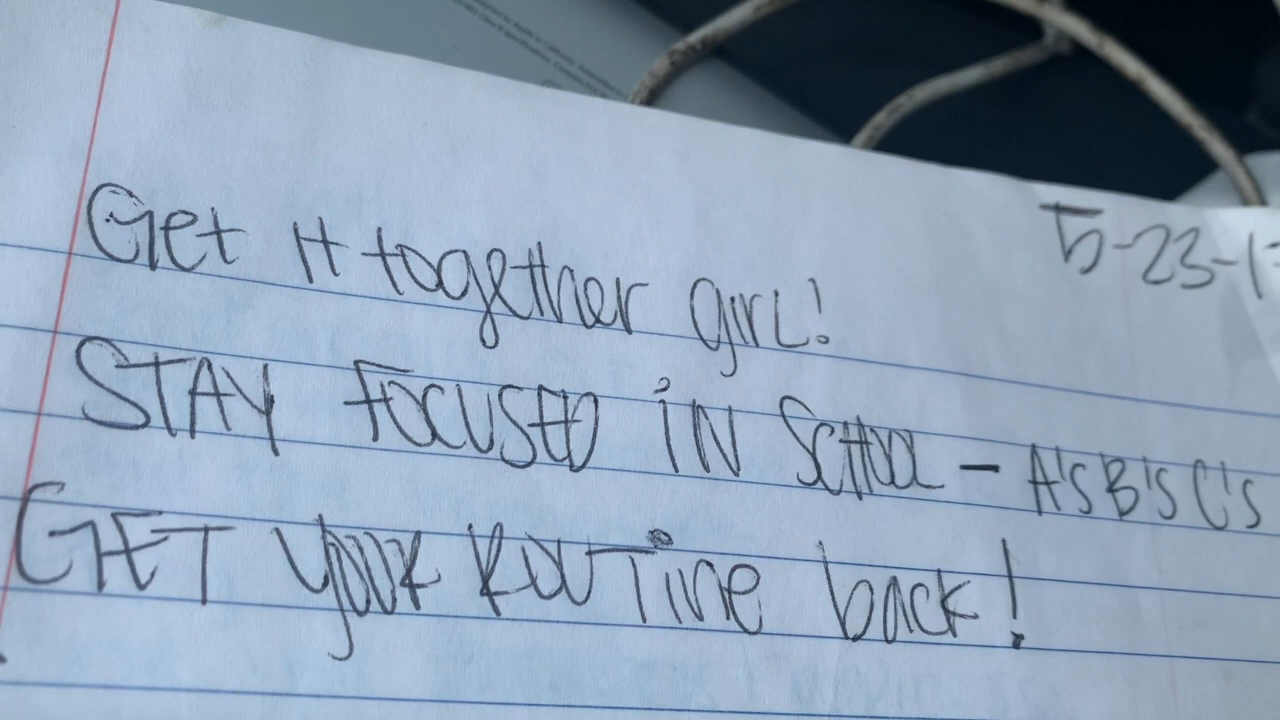 5-23-1
Get it together girl!
STAY FOCUSED iN SCHOOL - A'S B'S C'S
GET YOUR ROUTine back!